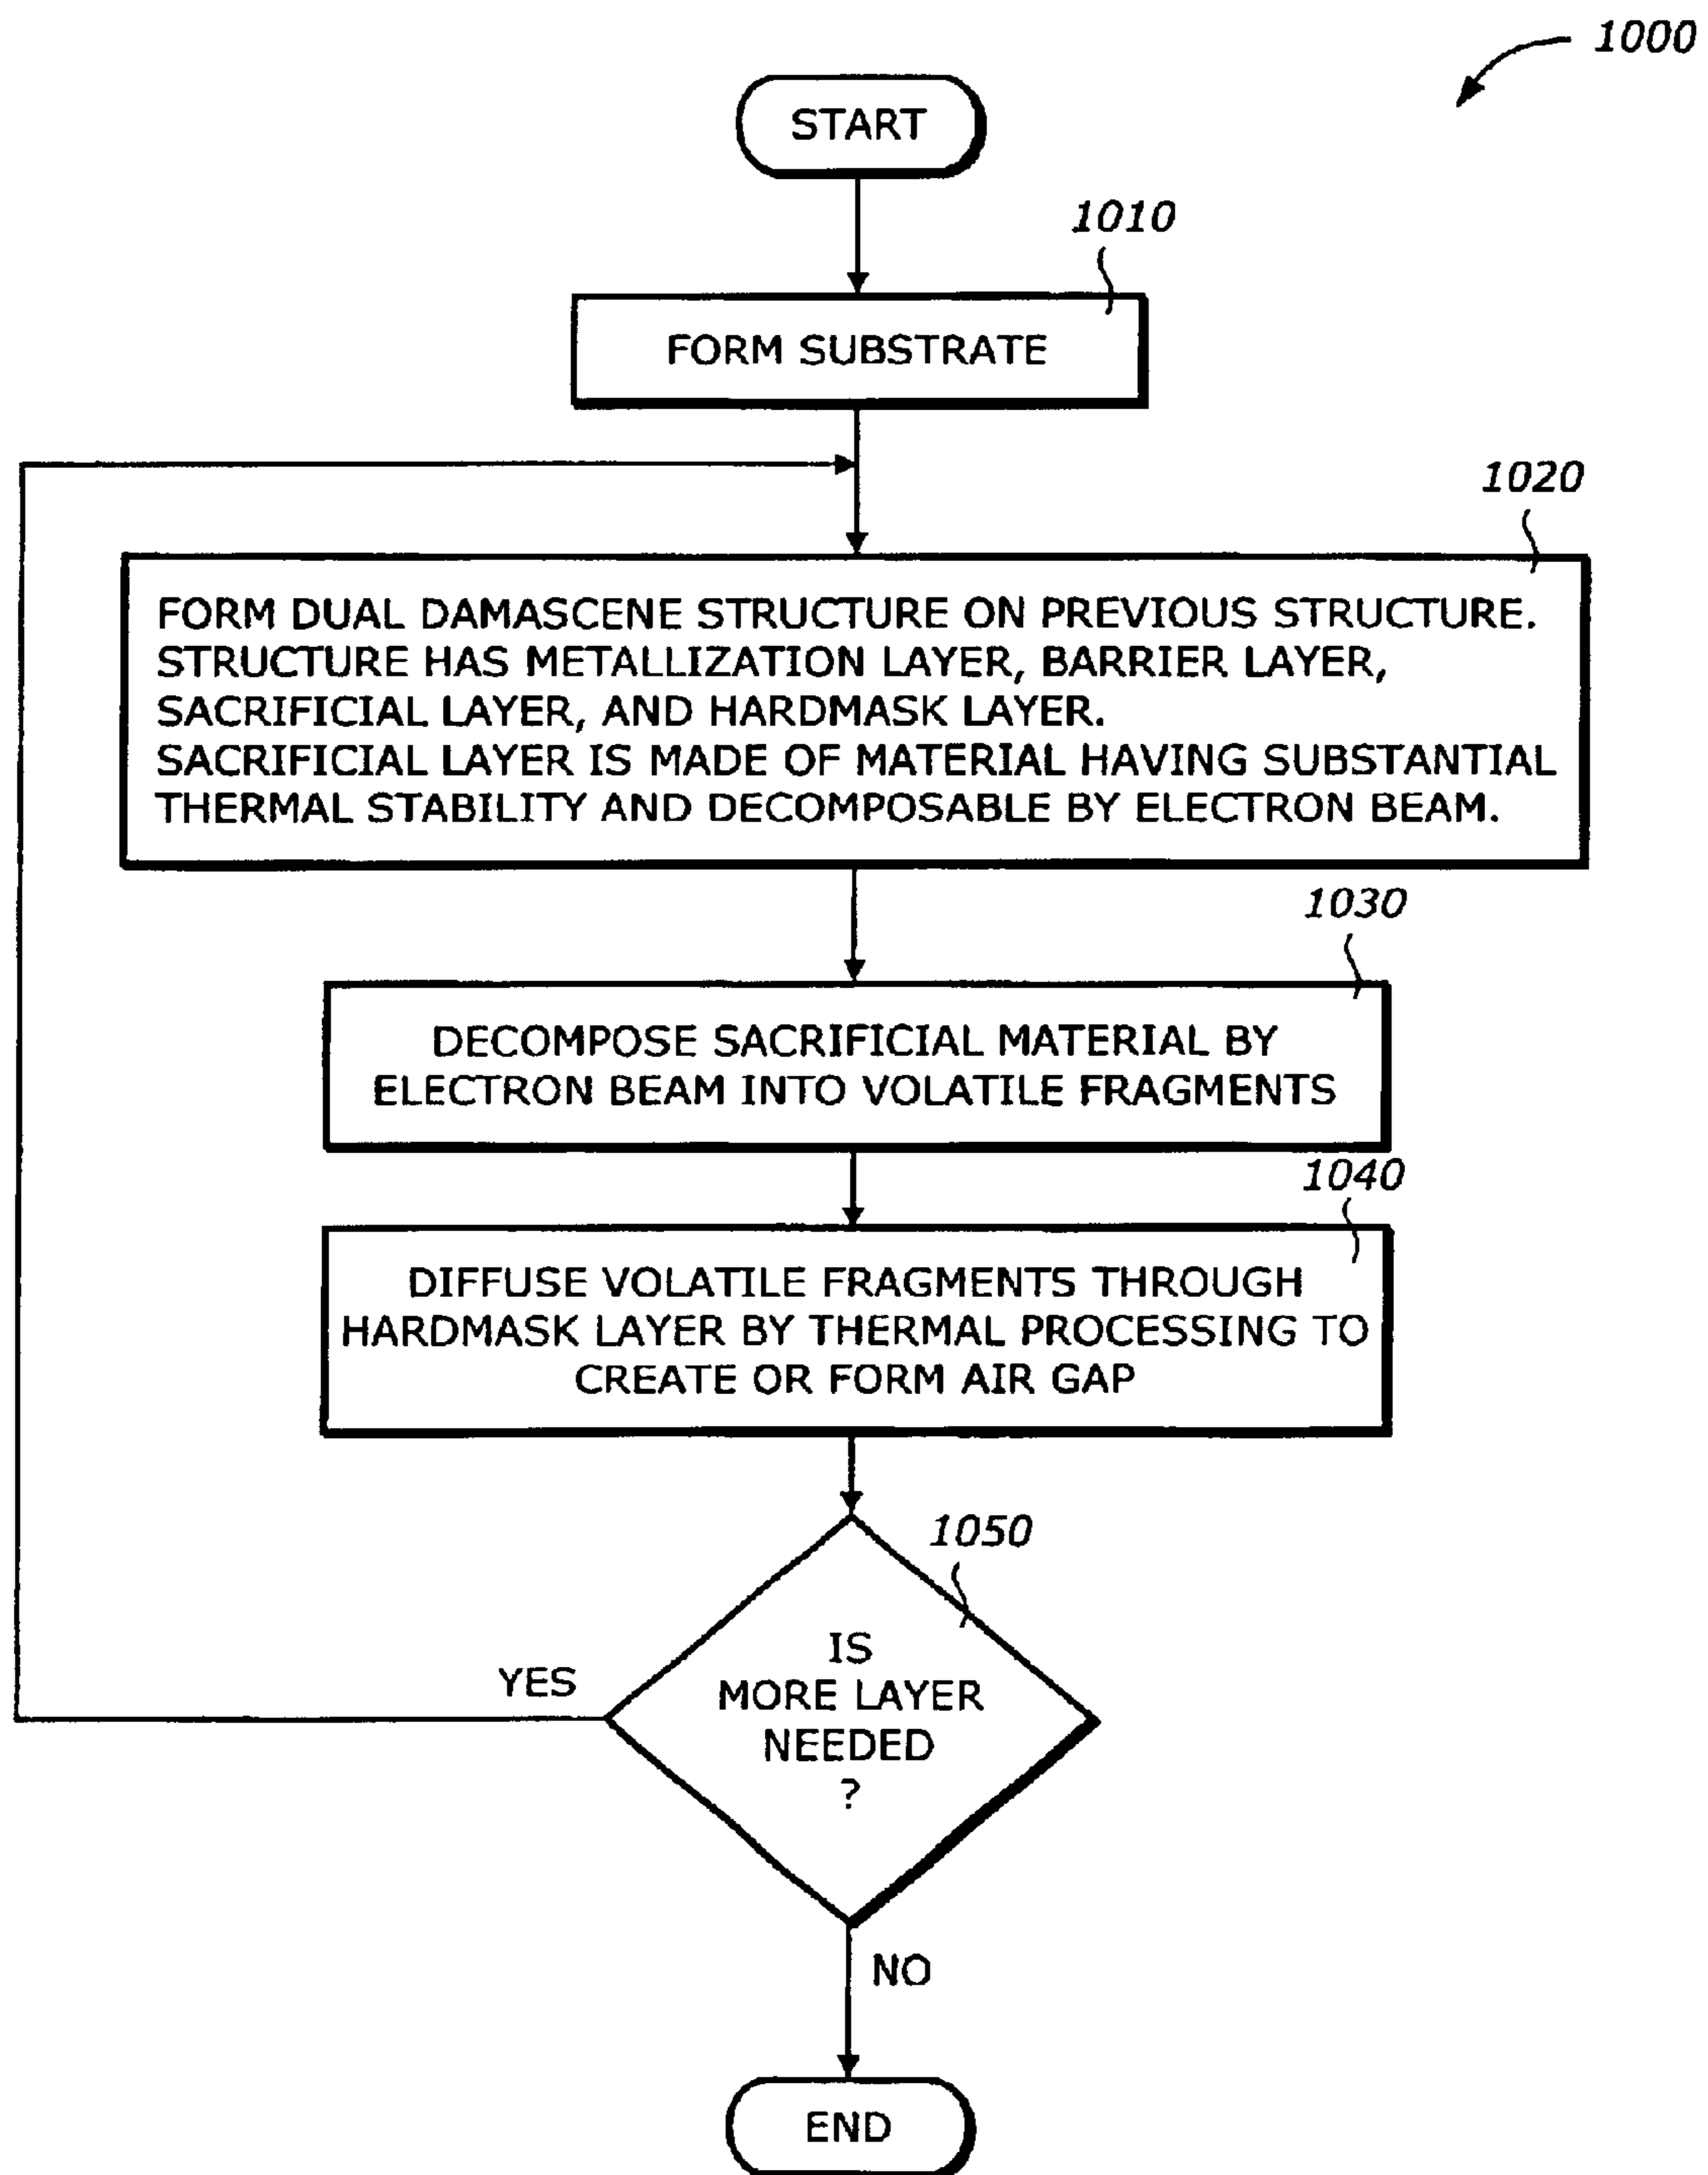 1000
START
1010
FORM SUBSTRATE
1020
FORM DUAL DAMASCENE STRUCTURE ON PREVIOUS STRUCTURE.
STRUCTURE HAS METALLIZATION LAYER, BARRIER LAYER,
SACRIFICIAL LAYER, AND HARDMASK LAYER.
SACRIFICIAL LAYER IS MADE OF MATERIAL HAVING SUBSTANTIAL
THERMAL STABILITY AND DECOMPOSABLE BY ELECTRON BEAM.
1030
DECOMPOSE SACRIFICIAL MATERIAL BY
ELECTRON BEAM INTO VOLATILE FRAGMENTS
1040
DIFFUSE VOLATILE FRAGMENTS THROUGH
HARDMASK LAYER BY THERMAL PROCESSING TO
CREATE OR FORM AIR GAP
1050
IS
MORE LAYER
NEEDED
?
YES
NO
END